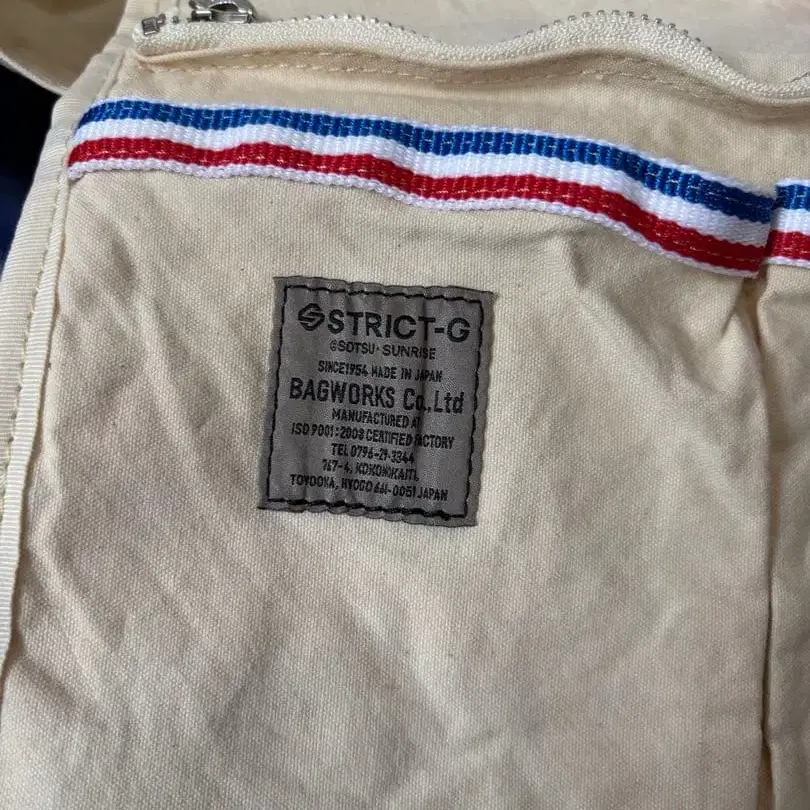 STRICT-G
©SOTSU・SUNRISE
SINCE1954 MADE IN JAPAN
BAGWORKS Co.,Ltd
MANUFACTURED AT
ISO 9001:2008 CERTIFIED FACTORY
TEL 0796-29-3344
767-4, KOKONOKAITI,
TOYOOKA, HYOGO 668-0051 JAPAN